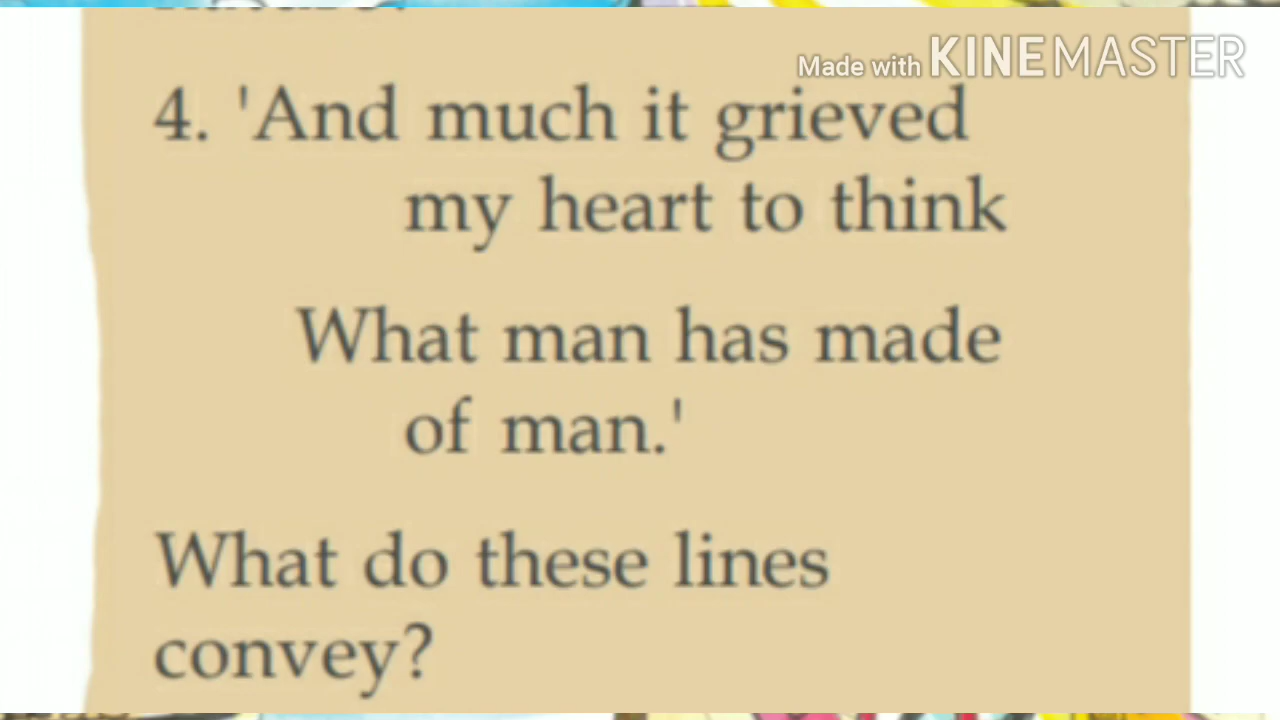 Made with KINEMASTER
4. 'And much it grieved
my heart to think
What man has made
of man.'
What do these lines
convey?